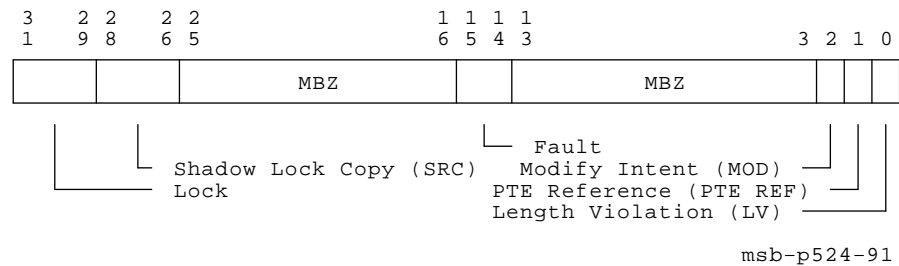 3 2 2 2 2 1 1 1 1
1 9 8 6 5 6 5 4 3 3 2 1 0
MBZ MBZ
Fault
Shadow Lock Copy (SRC) Modify Intent (MOD)
Lock PTE Reference (PTE REF)
Length Violation (LV)
msb-p524-91